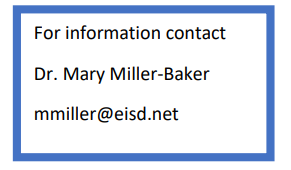 For information contact
Dr. Mary Miller-Baker
mmiller@eisd.net